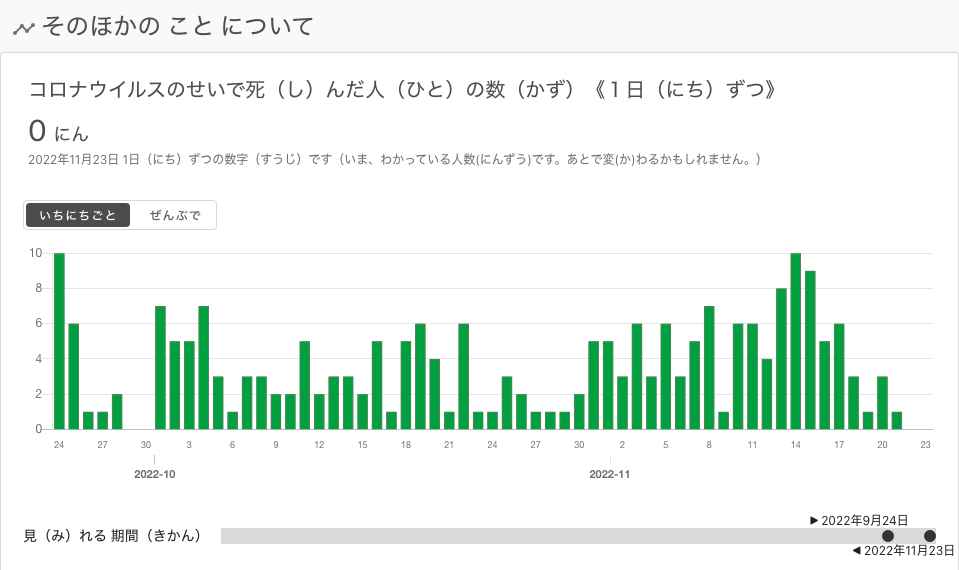 そのほかの こと について
コロナウイルスのせいで死（し）んだ人（ひと）の数（かず）《１日（にち）ずつ》
0 にん
2022年11月23日 1日（にち）ずつの数字（すうじ）です（いま、わかっている人数(にんずう)です。あとで変(か)わるかもしれません。）
いちにちごと ぜんぶで
10
8
6
4
2
0
24 27 30 3 6 9 12 15 18 21 24 27 30 2 5 8 11 14 17 20 23
2022-10 2022-11
▶2022年9月24日
見（み）れる 期間（きかん）
◀2022年11月23日